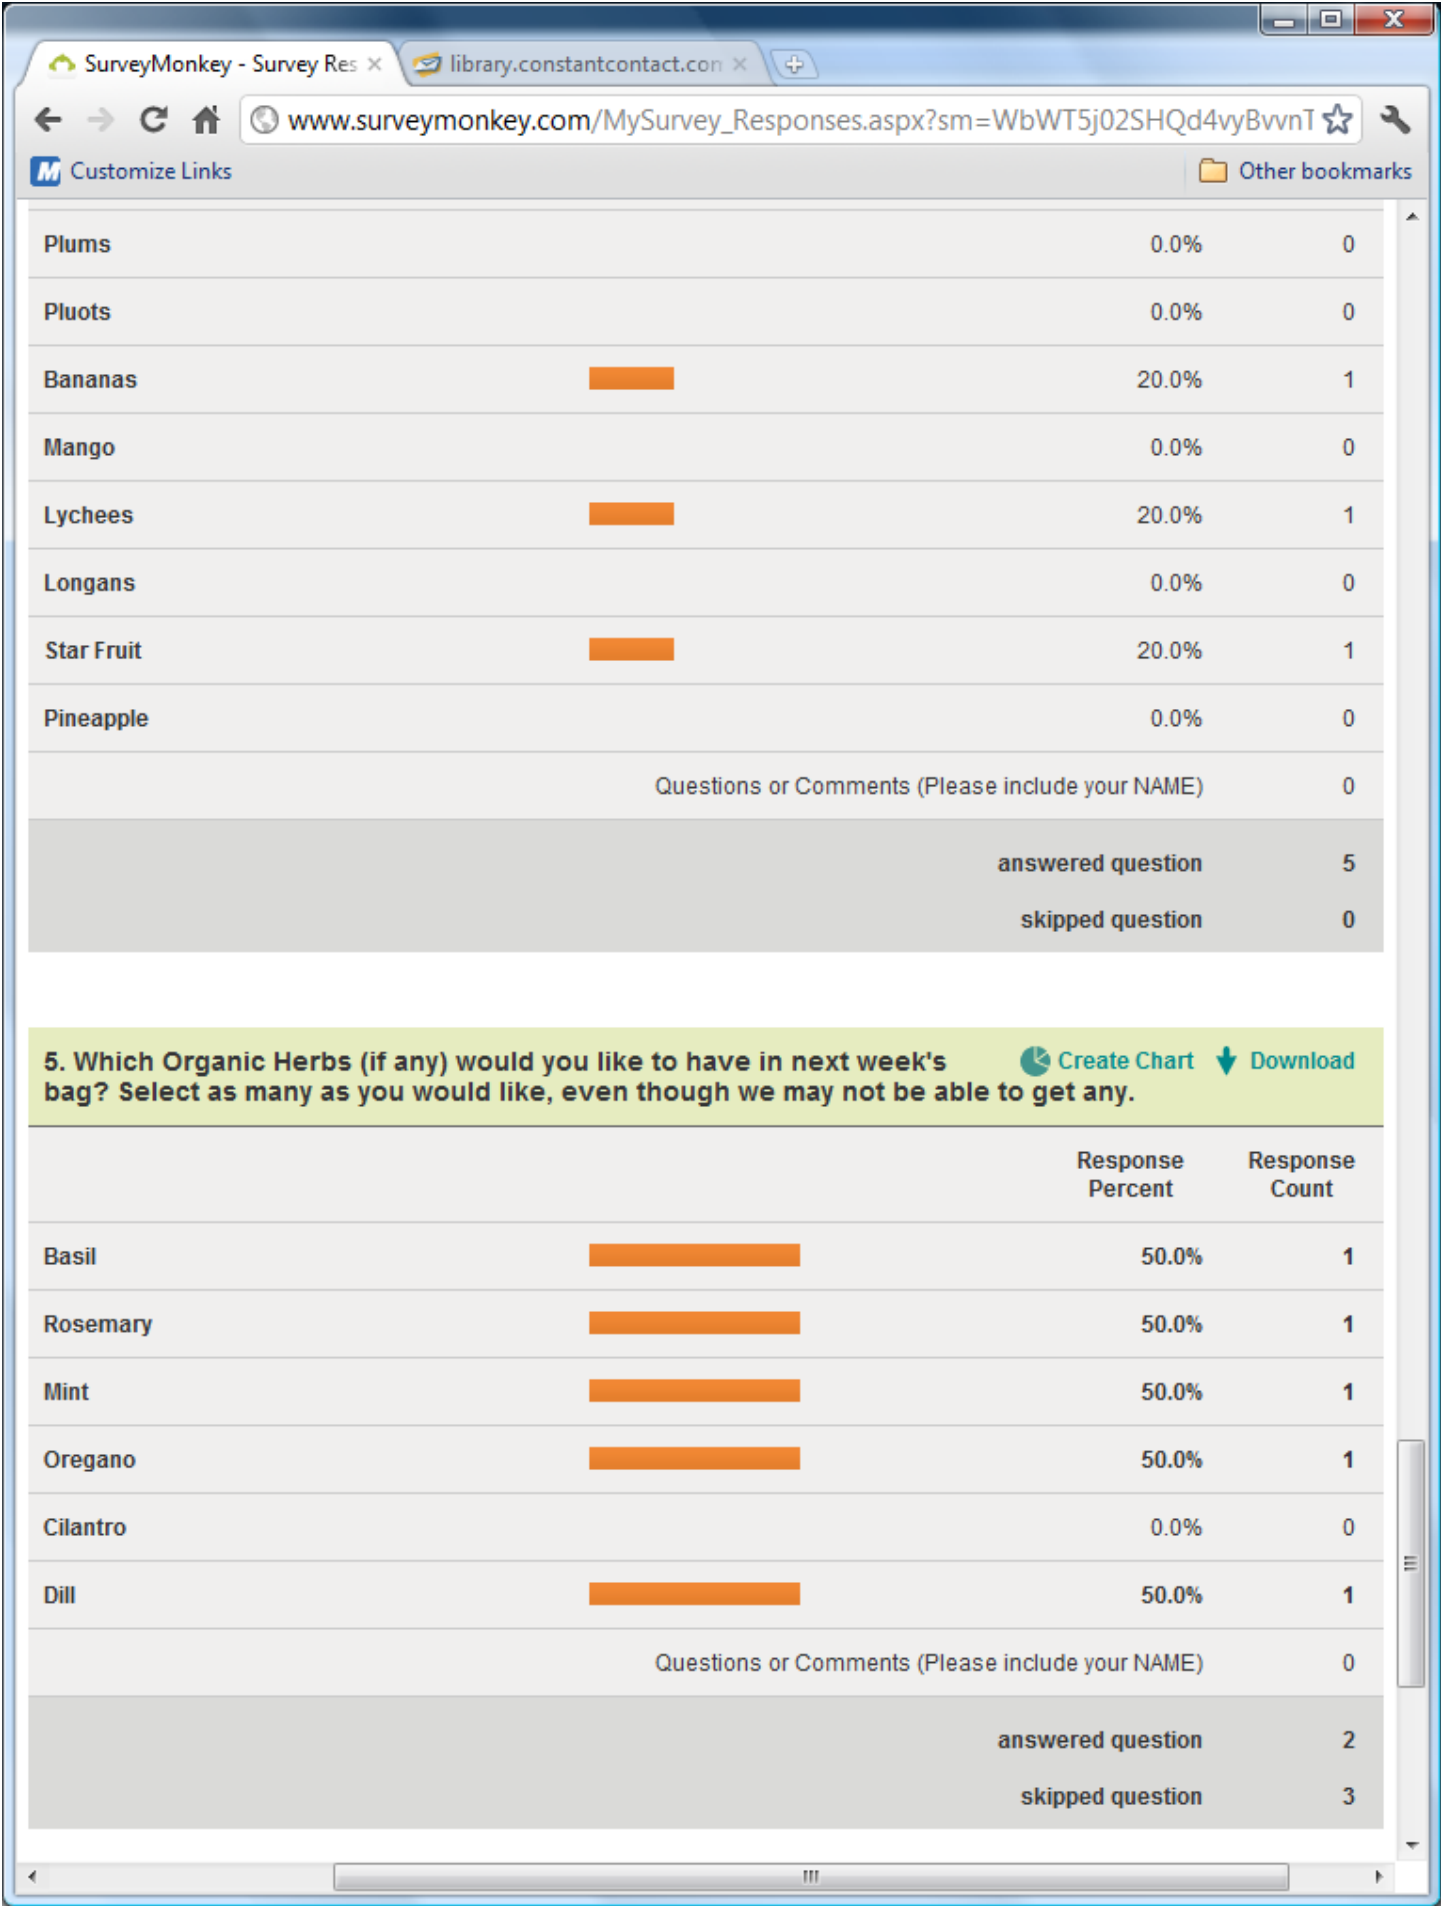 SurveyMonkey - Survey Res
library.constantcontact.con
www.surveymonkey.com/MySurvey_Responses.aspx?sm=WbWT5j02SHQd4vyBvvnT
Customize Links Other bookmarks
Plums 0.0% 0
Pluots 0.0% 0
Bananas 20.0% 1
Mango 0.0% 0
Lychees 20.0% 1
Longans 0.0% 0
Star Fruit 20.0% 1
Pineapple 0.0% 0
Questions or Comments (Please include your NAME) 0
answered question 5
skipped question 0
5. Which Organic Herbs (if any) would you like to have in next week's Create Chart Download
bag? Select as many as you would like, even though we may not be able to get any.
Response Response
Percent Count
Basil 50.0% 1
Rosemary 50.0% 1
Mint 50.0% 1
Oregano 50.0% 1
Cilantro 0.0% 0
Dill 50.0% 1
Questions or Comments (Please include your NAME) 0
answered question 2
skipped question 3